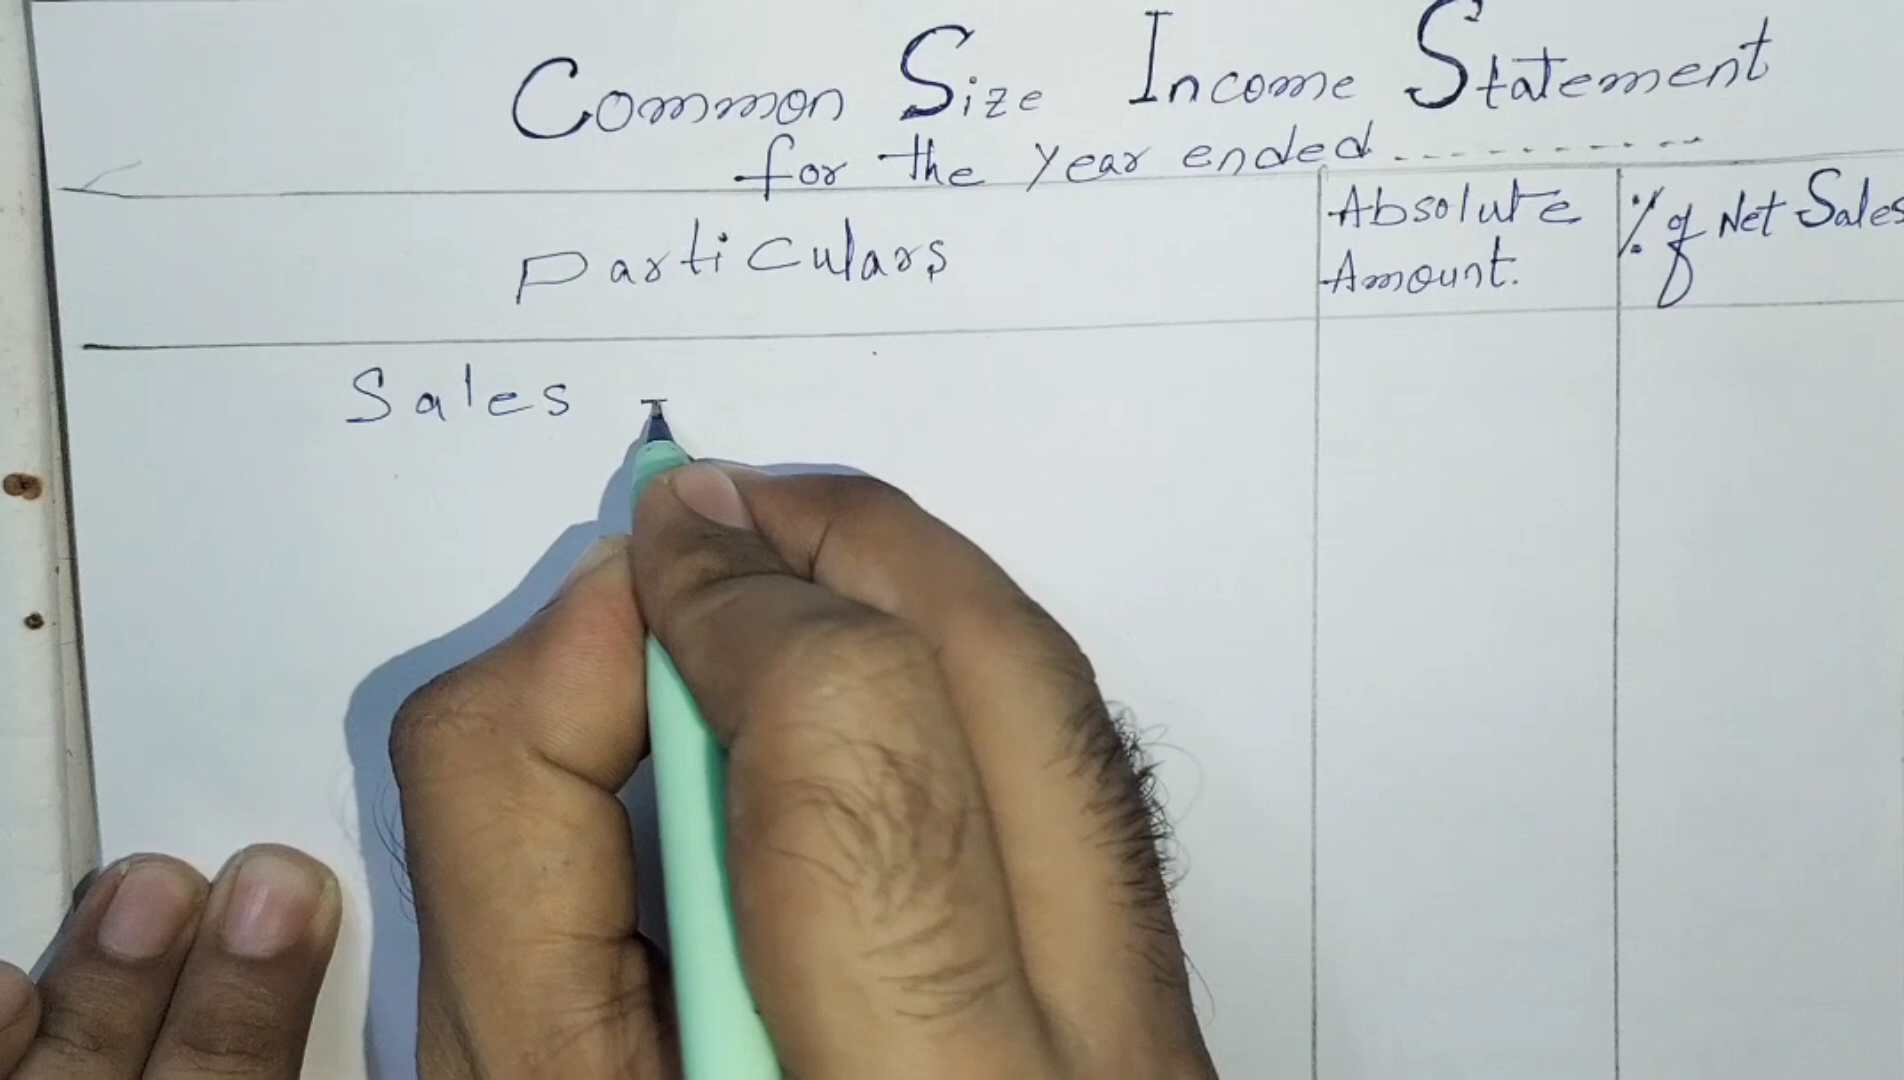 Common Size Income Statement
for the Year ended...........
Particulars
Absolute
Amount.
% of Net Sales
Sales